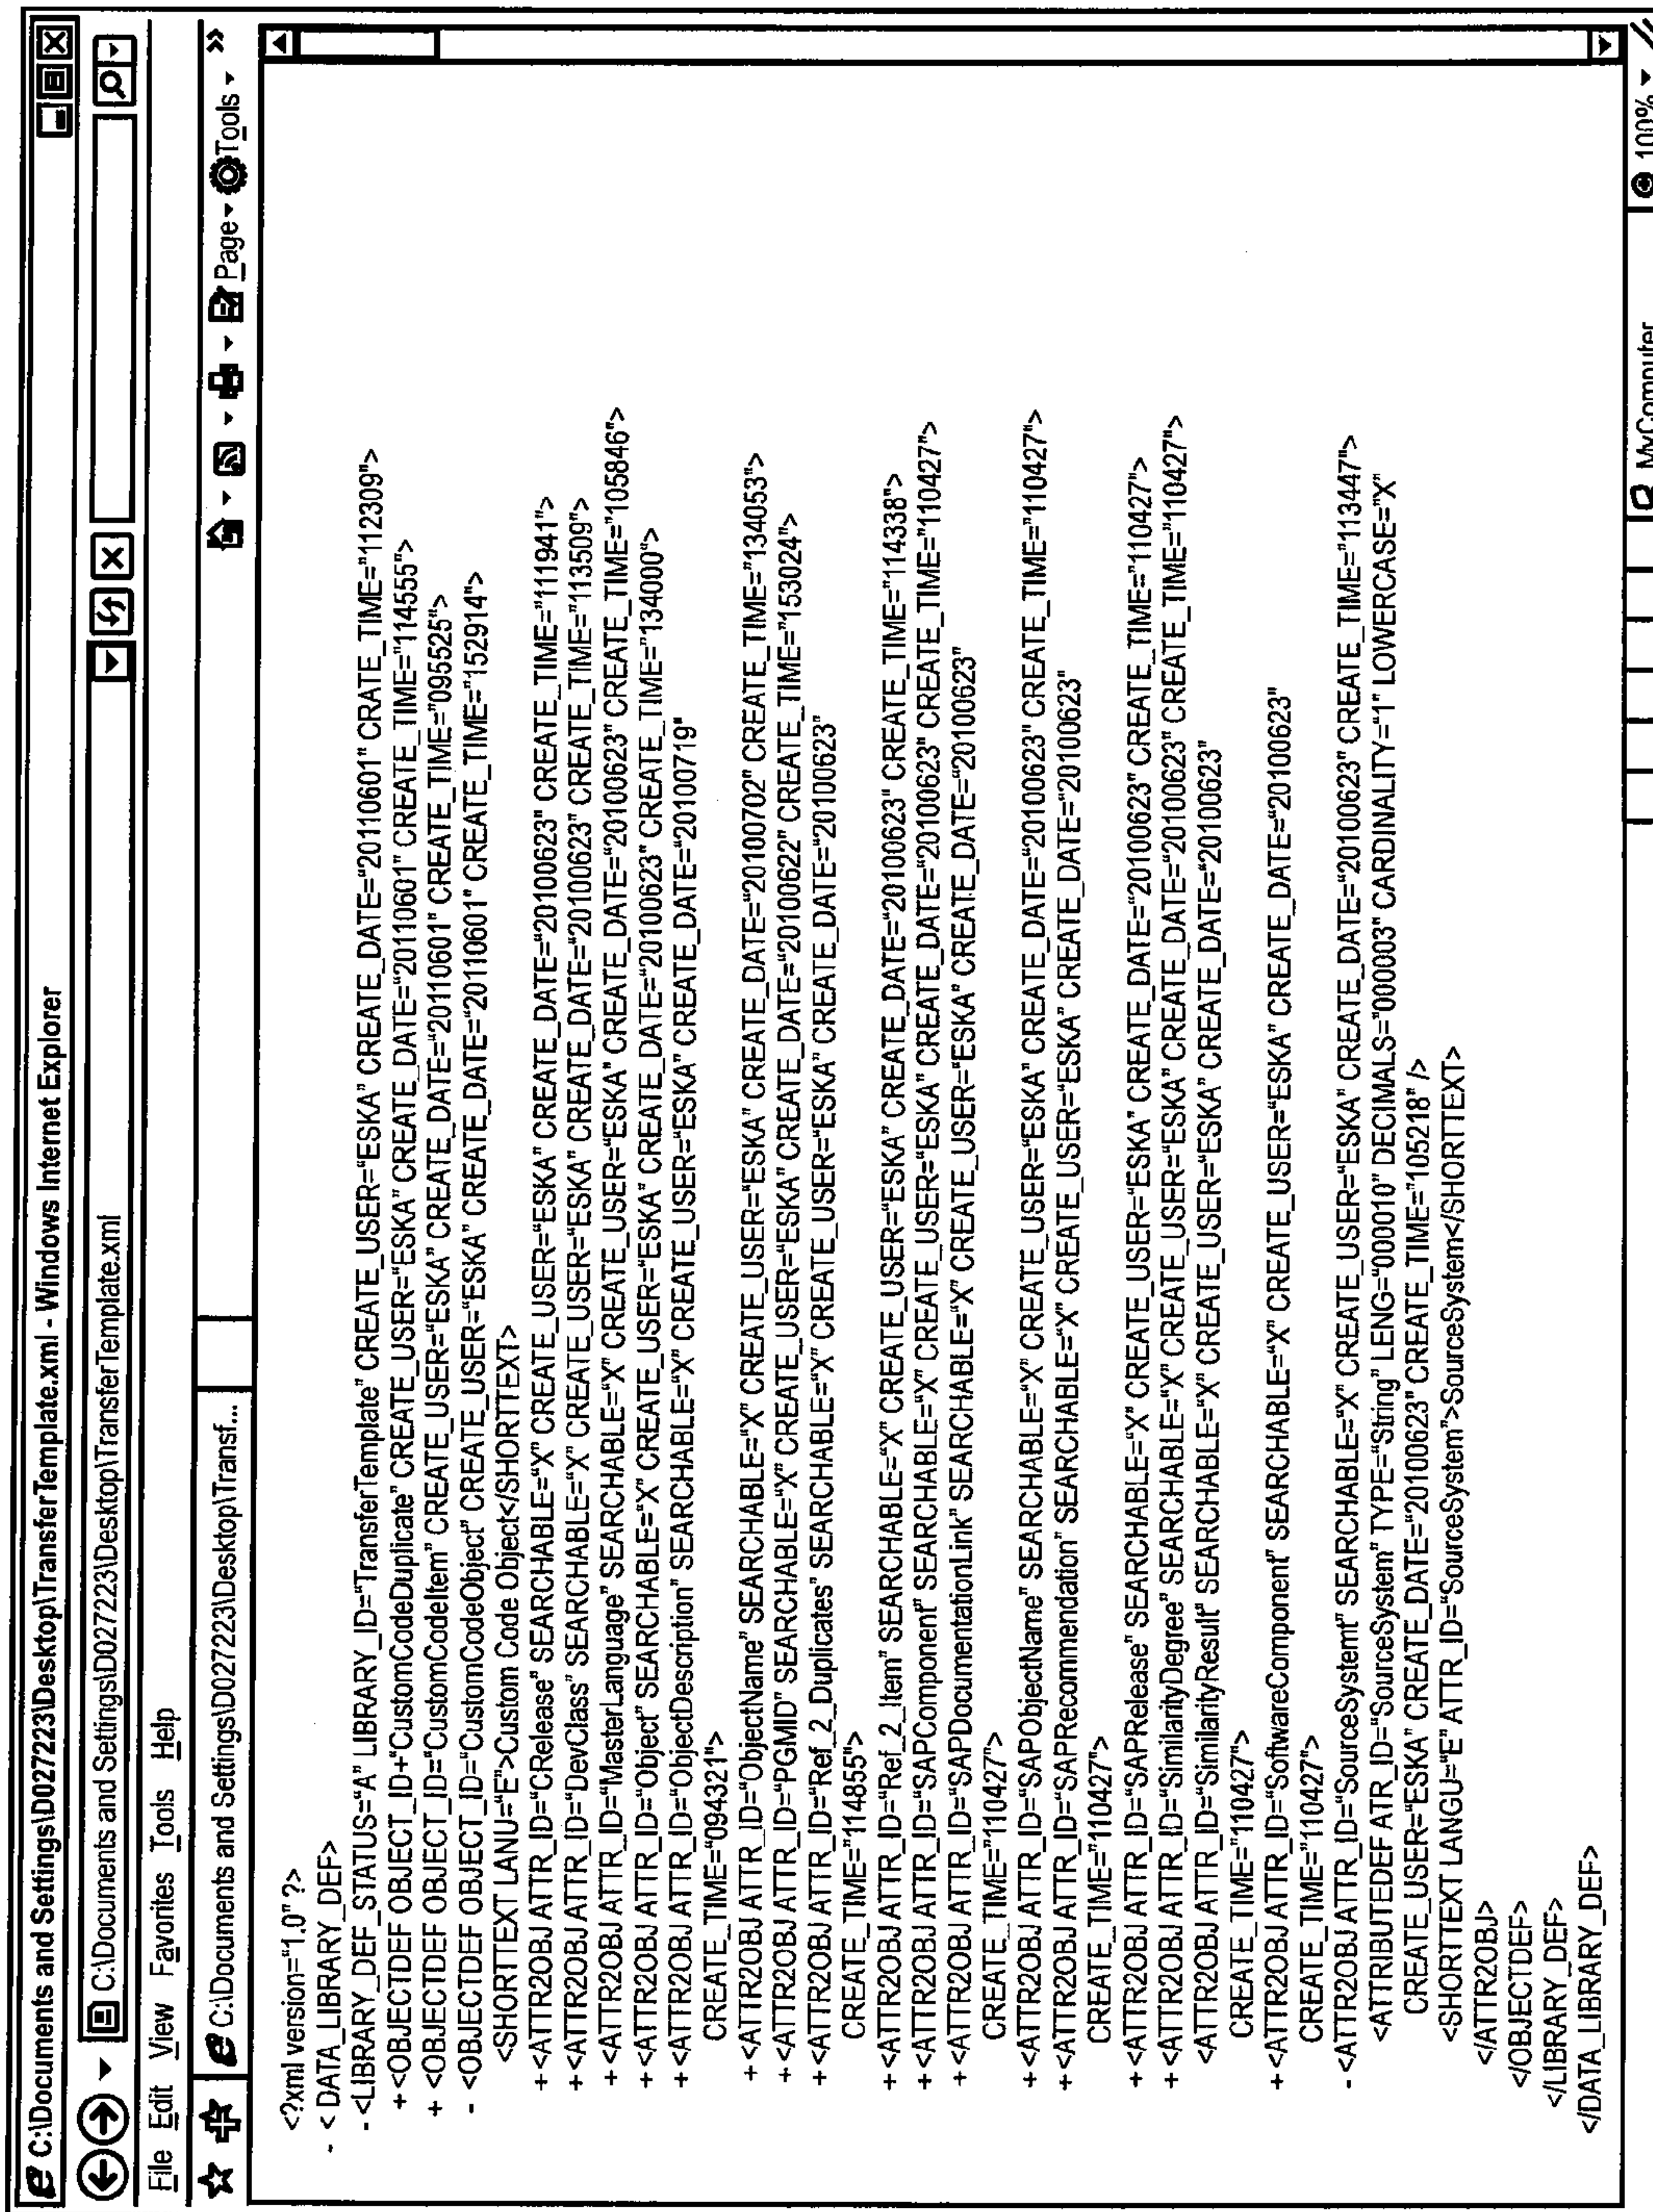 C:\Documents and Settings\D027223\Desktop\TransferTemplate.xml - Windows Internet Explorer
C:\Documents and Settings\D027223\Desktop\TransferTemplate.xml
File Edit View Favorites Tools Help
C:\Documents and Settings\D027223\Desktop\Transf... Page Tools »
<?xml version="1.0" ?>
- < DATA_LIBRARY_DEF>
- <LIBRARY_DEF_STATUS="A" LIBRARY_ID="TransferTemplate" CREATE_USER="ESKA" CREATE_DATE="20110601" CRATE_TIME="112309">
+ <OBJECTDEF OBJECT_ID+"CustomCodeDuplicate" CREATE_USER="ESKA" CREATE_DATE="20110601" CREATE_TIME="114555">
+ <OBJECTDEF OBJECT_ID="CustomCodeItem" CREATE_USER="ESKA" CREATE_DATE="20110601" CREATE_TIME="095525">
- <OBJECTDEF OBJECT_ID="CustomCodeObject" CREATE_USER="ESKA" CREATE_DATE="20110601" CREATE_TIME="152914">
<SHORTTEXT LANU="E">Custom Code Object</SHORTTEXT>
+ <ATTR2OBJ ATTR_ID="CRelease" SEARCHABLE="X" CREATE_USER="ESKA" CREATE_DATE="20100623" CREATE_TIME="111941">
+ <ATTR2OBJ ATTR_ID="DevClass" SEARCHABLE="X" CREATE_USER="ESKA" CREATE_DATE="20100623" CREATE_TIME="113509">
+ <ATTR2OBJ ATTR_ID="MasterLanguage" SEARCHABLE="X" CREATE_USER="ESKA" CREATE_DATE="20100623" CREATE_TIME="105846">
+ <ATTR2OBJ ATTR_ID="Object" SEARCHABLE="X" CREATE_USER="ESKA" CREATE_DATE="20100623" CREATE_TIME="134000">
+ <ATTR2OBJ ATTR_ID="ObjectDescription" SEARCHABLE="X" CREATE_USER="ESKA" CREATE_DATE="20100719"
CREATE_TIME="094321">
+ <ATTR2OBJ ATTR_ID="ObjectName" SEARCHABLE="X" CREATE_USER="ESKA" CREATE_DATE="20100702" CREATE_TIME="134053">
+ <ATTR2OBJ ATTR_ID="PGMID" SEARCHABLE="X" CREATE_USER="ESKA" CREATE_DATE="20100622" CREATE_TIME="153024">
+ <ATTR2OBJ ATTR_ID="Ref_2_Duplicates" SEARCHABLE="X" CREATE_USER="ESKA" CREATE_DATE="20100623"
CREATE_TIME="114855">
+ <ATTR2OBJ ATTR_ID="Ref_2_Item" SEARCHABLE="X" CREATE_USER="ESKA" CREATE_DATE="20100623" CREATE_TIME="114338">
+ <ATTR2OBJ ATTR_ID="SAPComponent" SEARCHABLE="X" CREATE_USER="ESKA" CREATE_DATE="20100623" CREATE_TIME="110427">
+ <ATTR2OBJ ATTR_ID="SAPDocumentationLink" SEARCHABLE="X" CREATE_USER="ESKA" CREATE_DATE="20100623"
CREATE_TIME="110427">
+ <ATTR2OBJ ATTR_ID="SAPObjectName" SEARCHABLE="X" CREATE_USER="ESKA" CREATE_DATE="20100623" CREATE_TIME="110427">
+ <ATTR2OBJ ATTR_ID="SAPRecommendation" SEARCHABLE="X" CREATE_USER="ESKA" CREATE_DATE="20100623"
CREATE_TIME="110427">
+ <ATTR2OBJ ATTR_ID="SAPRelease" SEARCHABLE="X" CREATE_USER="ESKA" CREATE_DATE="20100623" CREATE_TIME="110427">
+ <ATTR2OBJ ATTR_ID="SimilarityDegree" SEARCHABLE="X" CREATE_USER="ESKA" CREATE_DATE="20100623" CREATE_TIME="110427">
<ATTR2OBJ ATTR_ID="SimilarityResult" SEARCHABLE="X" CREATE_USER="ESKA" CREATE_DATE="20100623"
CREATE_TIME="110427">
+ <ATTR2OBJ ATTR_ID="SoftwareComponent" SEARCHABLE="X" CREATE_USER="ESKA" CREATE_DATE="20100623"
CREATE_TIME="110427">
- <ATTR2OBJ ATTR_ID="SourceSystemt" SEARCHABLE="X" CREATE_USER="ESKA" CREATE_DATE="20100623" CREATE_TIME="113447">
<ATTRIBUTEDEF ATR_ID="SourceSystem" TYPE="String" LENG="000010" DECIMALS="000003" CARDINALITY="1" LOWERCASE="X"
CREATE_USER="ESKA" CREATE_DATE="20100623" CREATE_TIME="105218" />
<SHORTTEXT LANGU="E" ATTR_ID="SourceSystem">SourceSystem</SHORTTEXT>
</ATTR2OBJ>
</OBJECTDEF>
</LIBRARY_DEF>
</DATA_LIBRARY_DEF>
MyComputer 100%